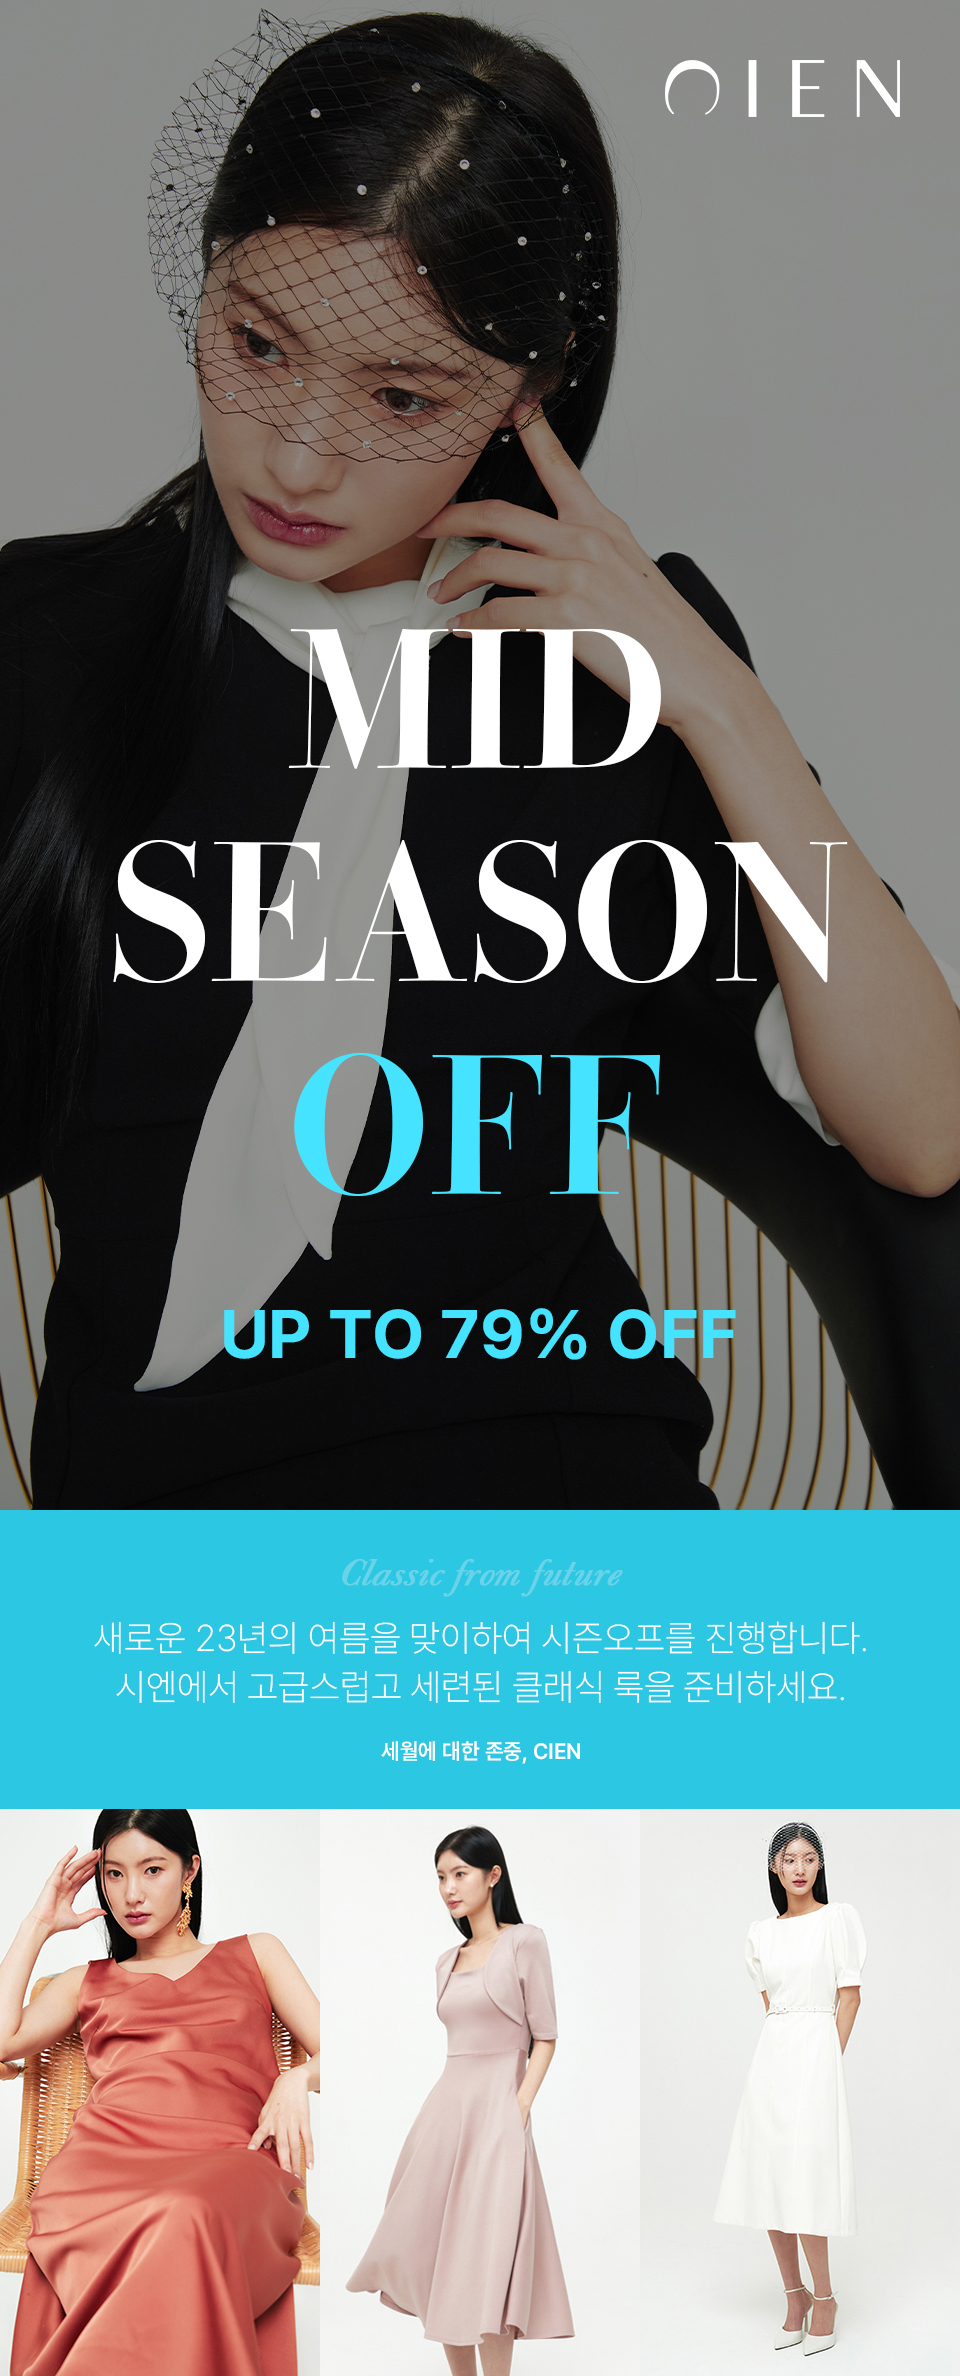 CIEN
MID
SEASON
OFF
UP TO 79% OFF
Classic from future
새로운 23년의 여름을 맞이하여 시즌오프를 진행합니다.
시엔에서 고급스럽고 세련된 클래식 룩을 준비하세요.
세월에 대한 존중, CIEN